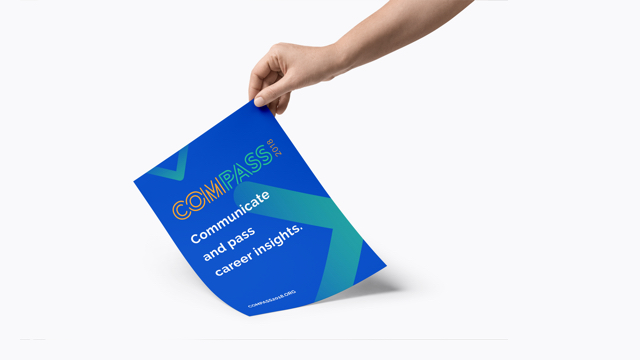 COMPASS 2018
Communicate
and pass
career insights.
COMPASS2018.ORG